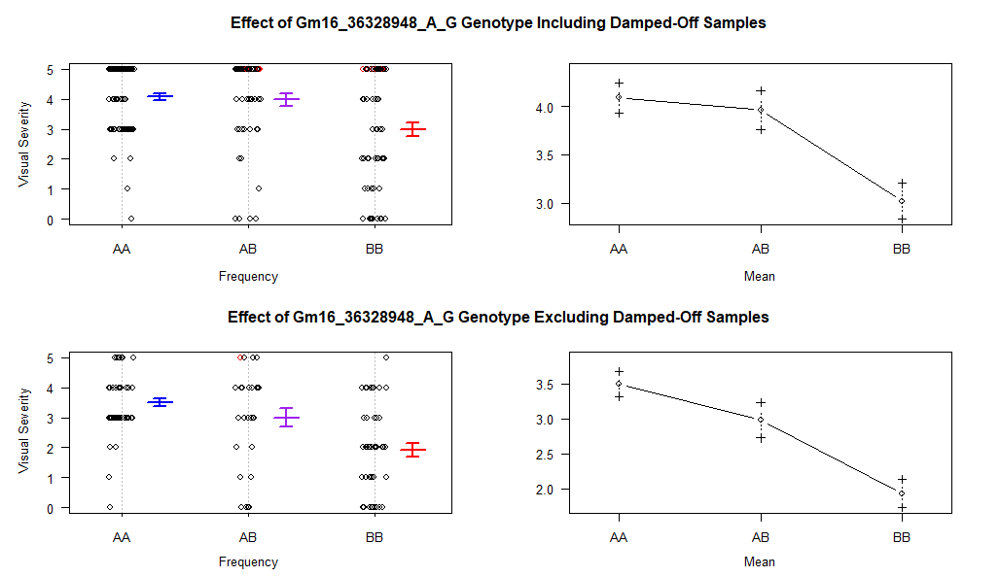 Effect of Gm16_36328948_A_G Genotype Including Damped-Off Samples
Visual Severity
5
4
3
2
1
0
AA AB BB
Frequency
4.0
3.5
3.0
AA AB BB
Mean
Effect of Gm16_36328948_A_G Genotype Excluding Damped-Off Samples
Visual Severity
5
4
3
2
1
0
AA AB BB
Frequency
3.5
3.0
2.5
2.0
AA AB BB
Mean